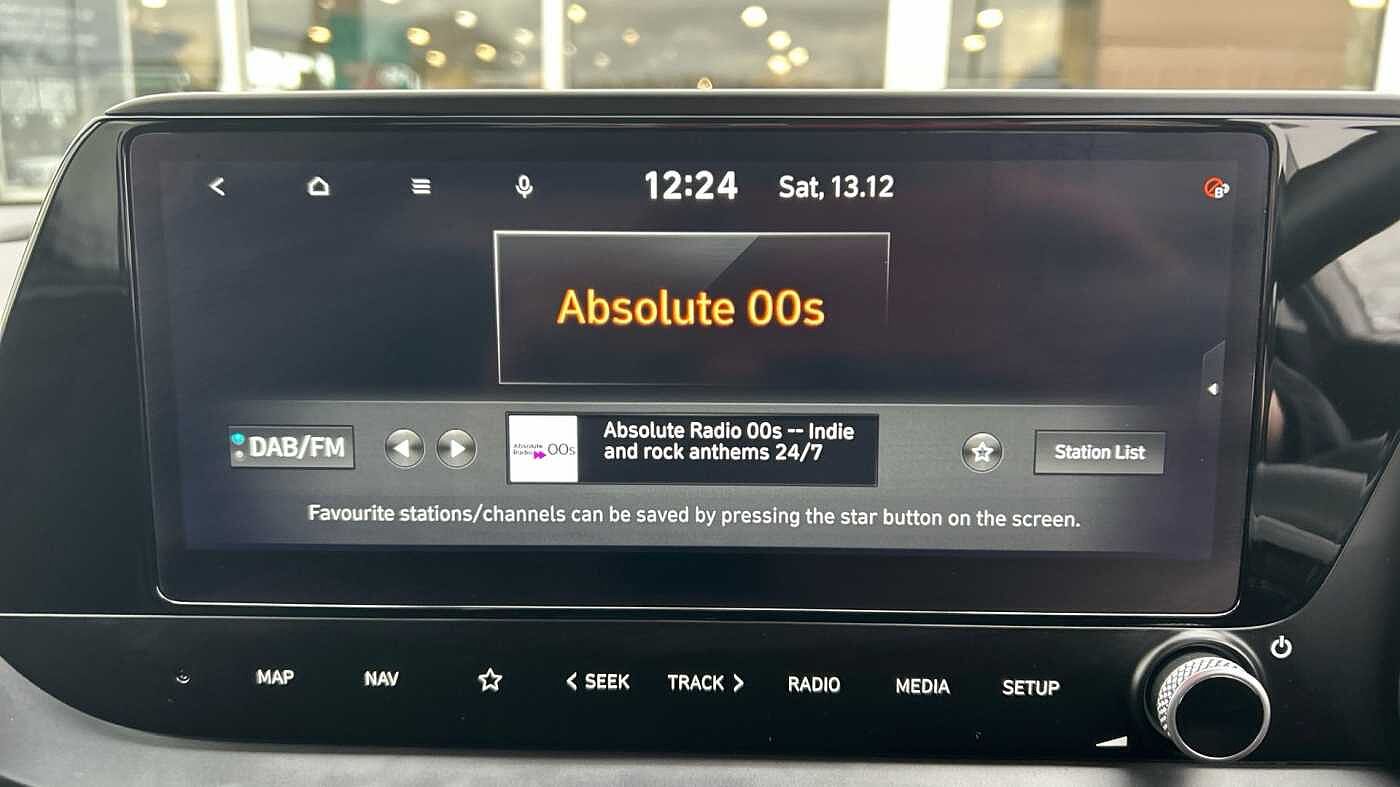 12:24 Sat, 13.12
Absolute 00s
DAB/FM
Absolute
Radio 00s
Absolute Radio 00s -- Indie
and rock anthems 24/7
Station List
Favourite stations/channels can be saved by pressing the star button on the screen.
MAP NAV < SEEK TRACK > RADIO MEDIA SETUP